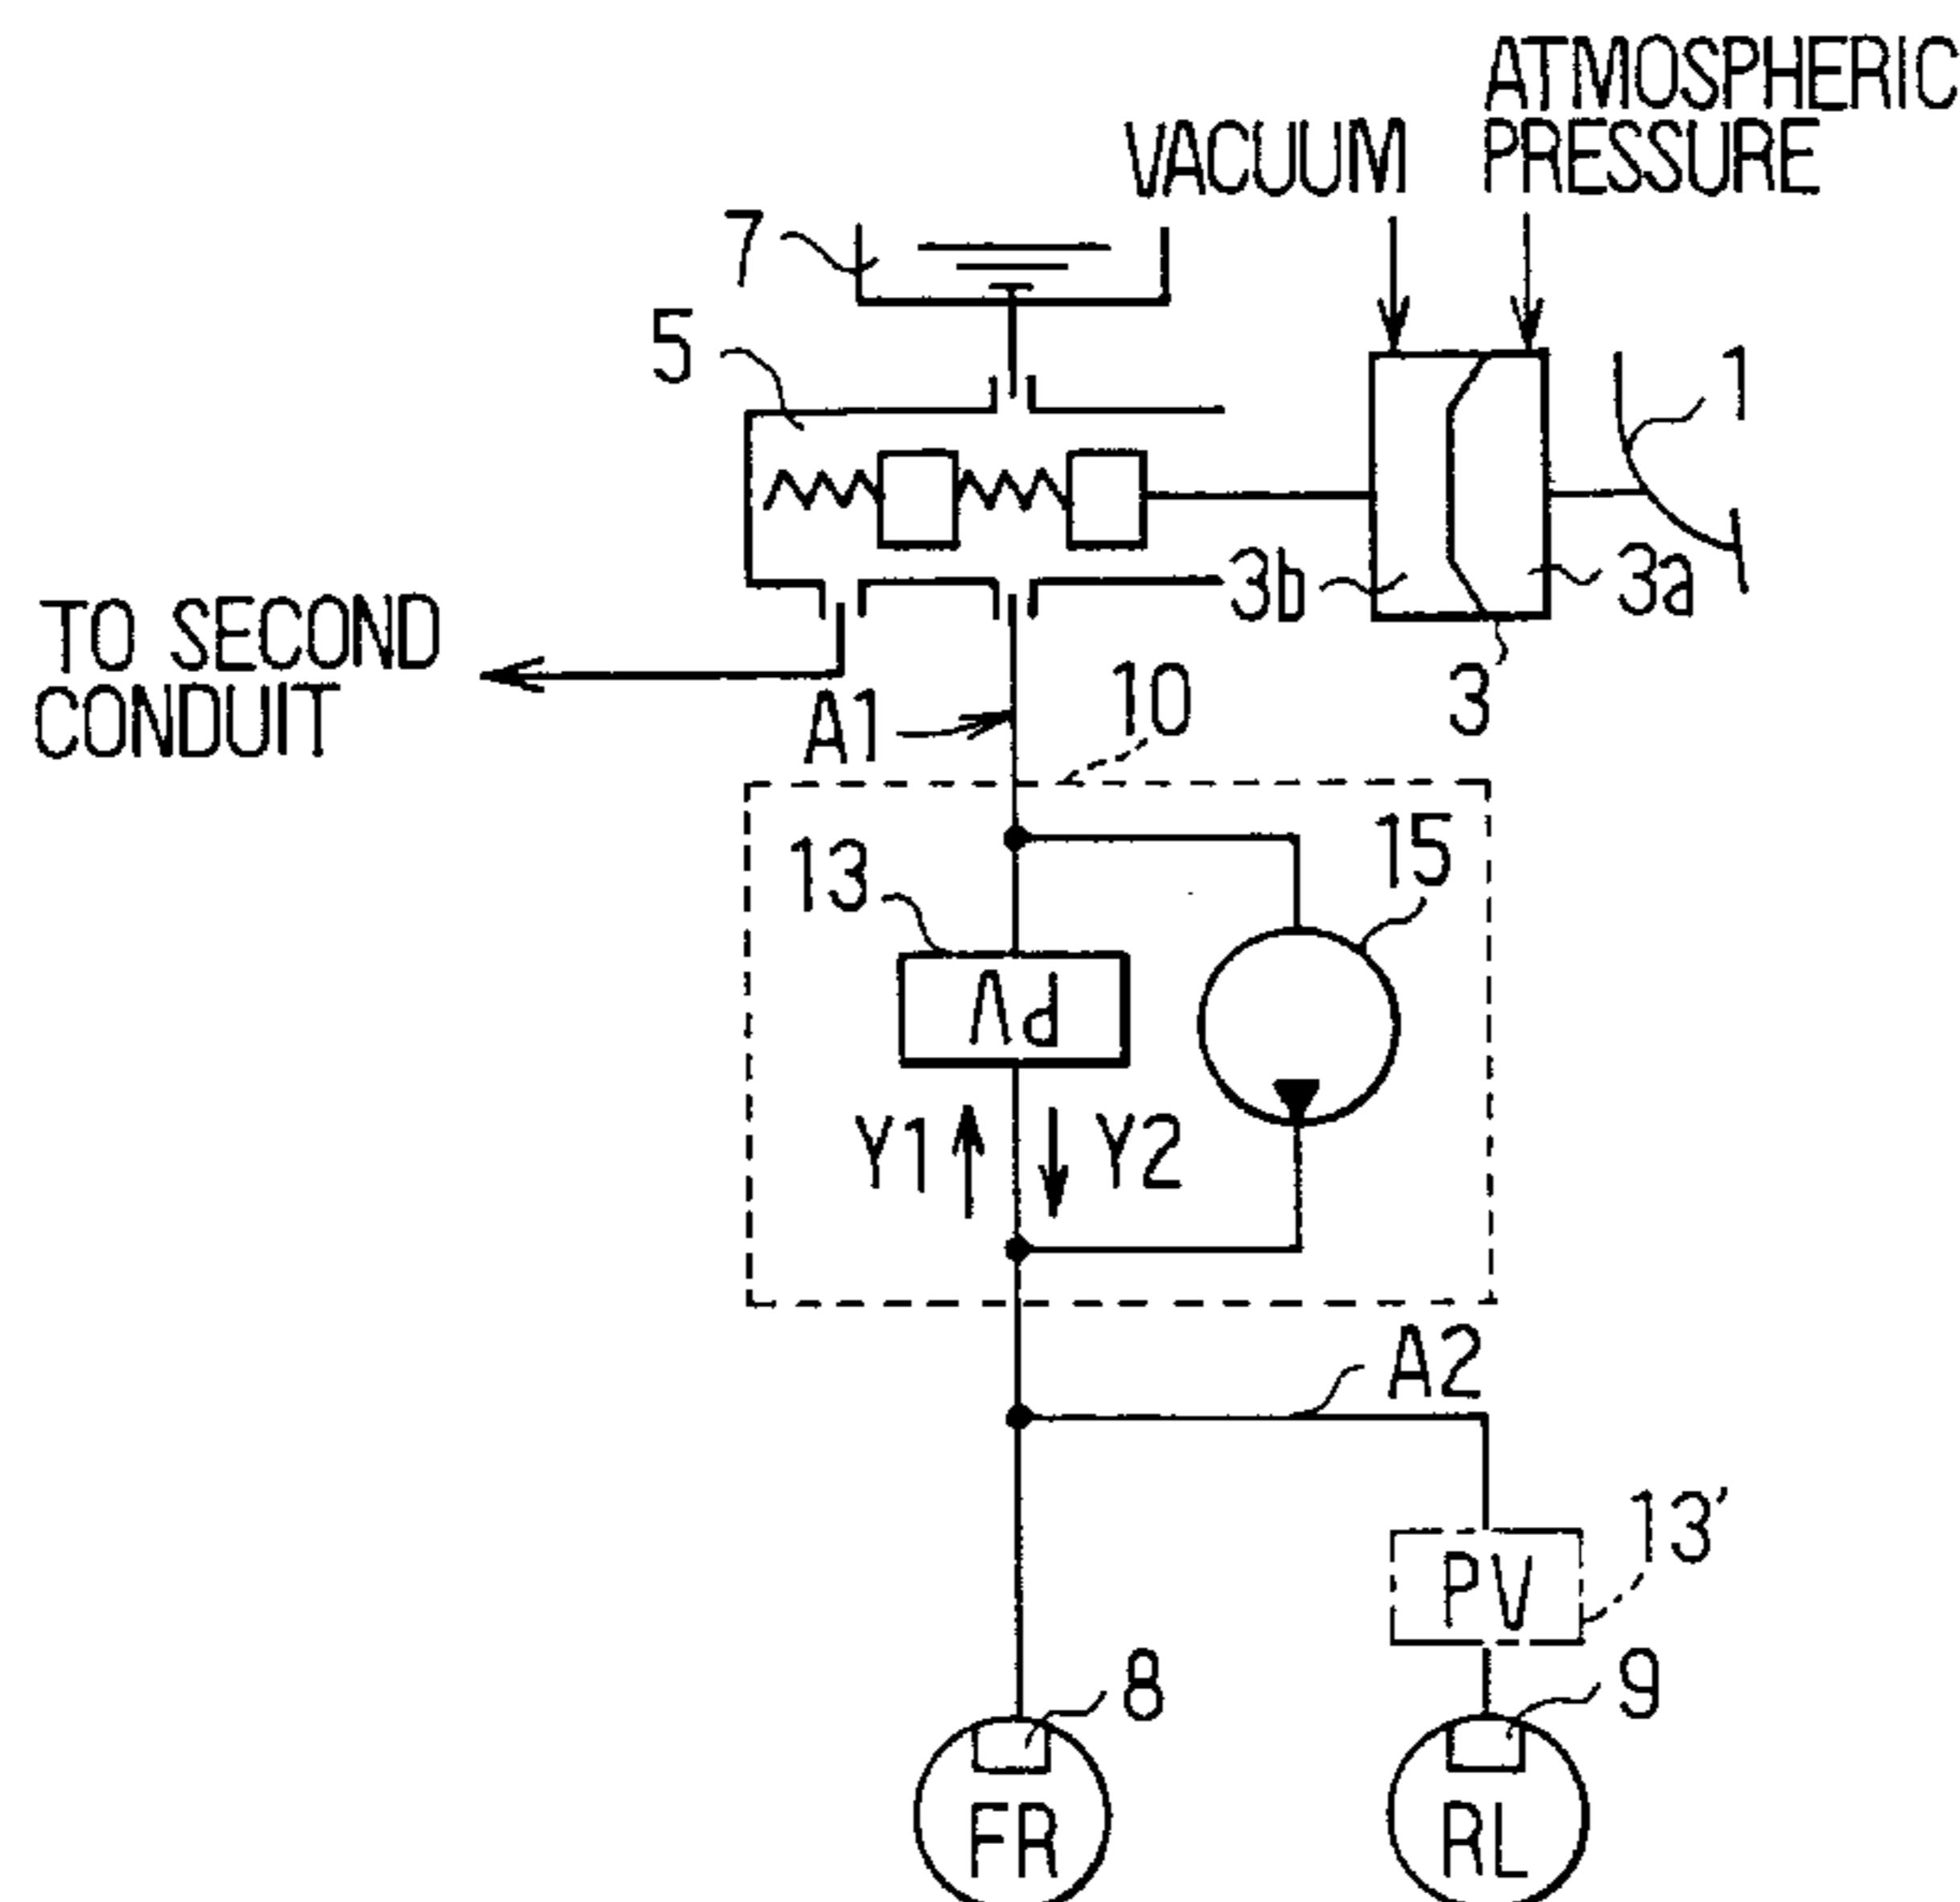 ATMOSPHERIC
VACUUM PRESSURE
7
5
1
3b
3a
TO SECOND
CONDUIT
3
10
A1
15
13
PV
Y1
Y2
A2
13'
PV
8
9
FR
RL